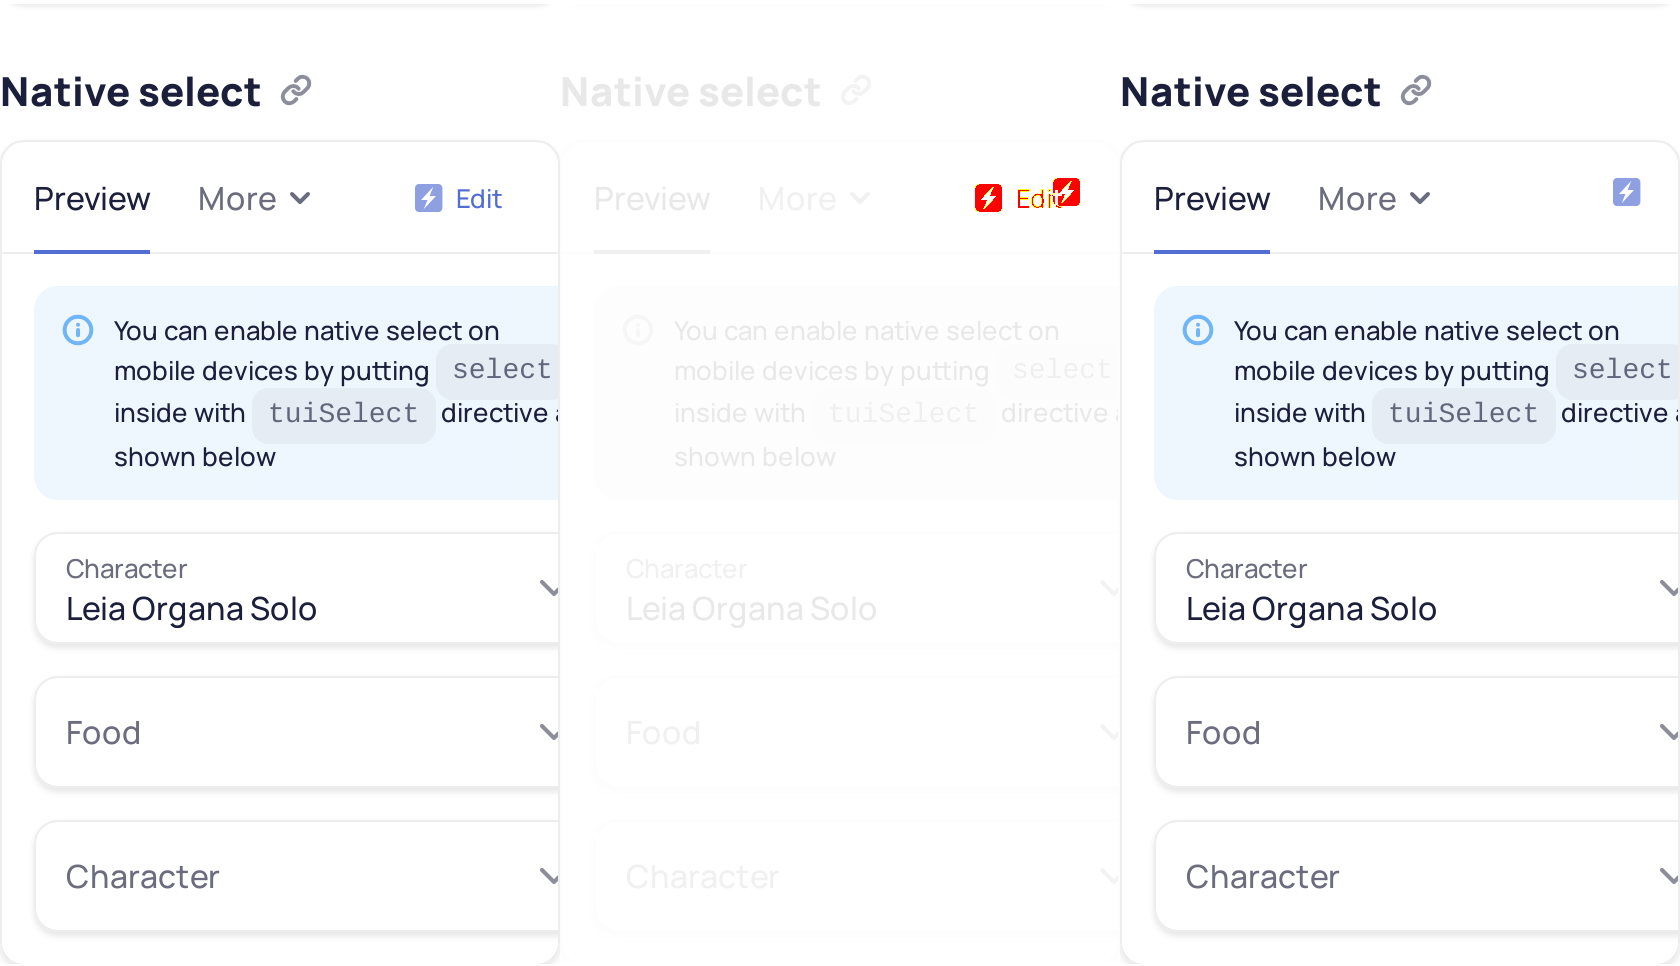 Native select
Preview More Edit
You can enable native select on
mobile devices by putting select
inside with tuiSelect directive
shown below
Character
Leia Organa Solo
Food
Character
Native select
Preview More Edit
You can enable native select on
mobile devices by putting select
inside with tuiSelect directive
shown below
Character
Leia Organa Solo
Food
Character
Native select
Preview More
You can enable native select on
mobile devices by putting select
inside with tuiSelect directive
shown below
Character
Leia Organa Solo
Food
Character